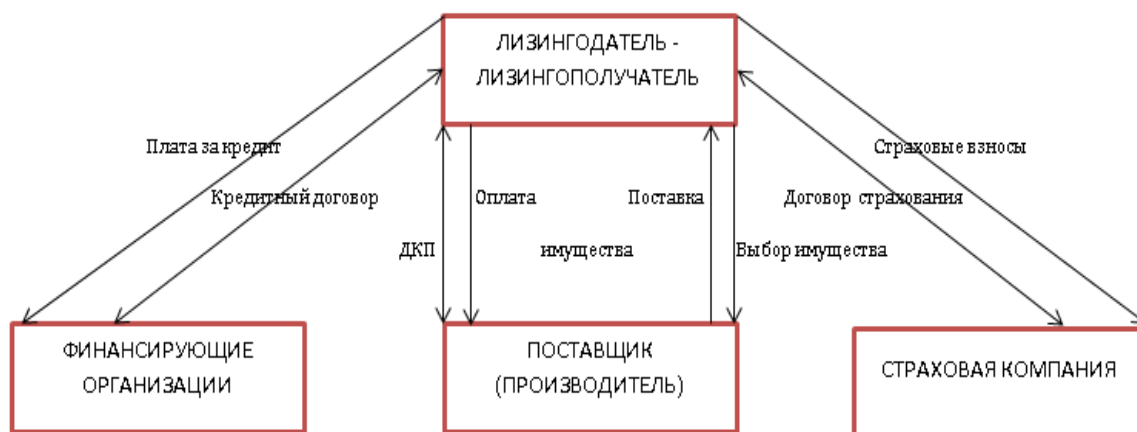 ЛИЗИНГОДАТЕЛЬ -
ЛИЗИНГОПОЛУЧАТЕЛЬ
Плата за кредит
Страховые взносы
Кредитный договор
Оплата
Поставка
Договор страхования
ДКП
имущества
Выбор имущества
ФИНАНСИРУЮЩИЕ
ОРГАНИЗАЦИИ
ПОСТАВЩИК
(ПРОИЗВОДИТЕЛЬ)
СТРАХОВАЯ КОМПАНИЯ